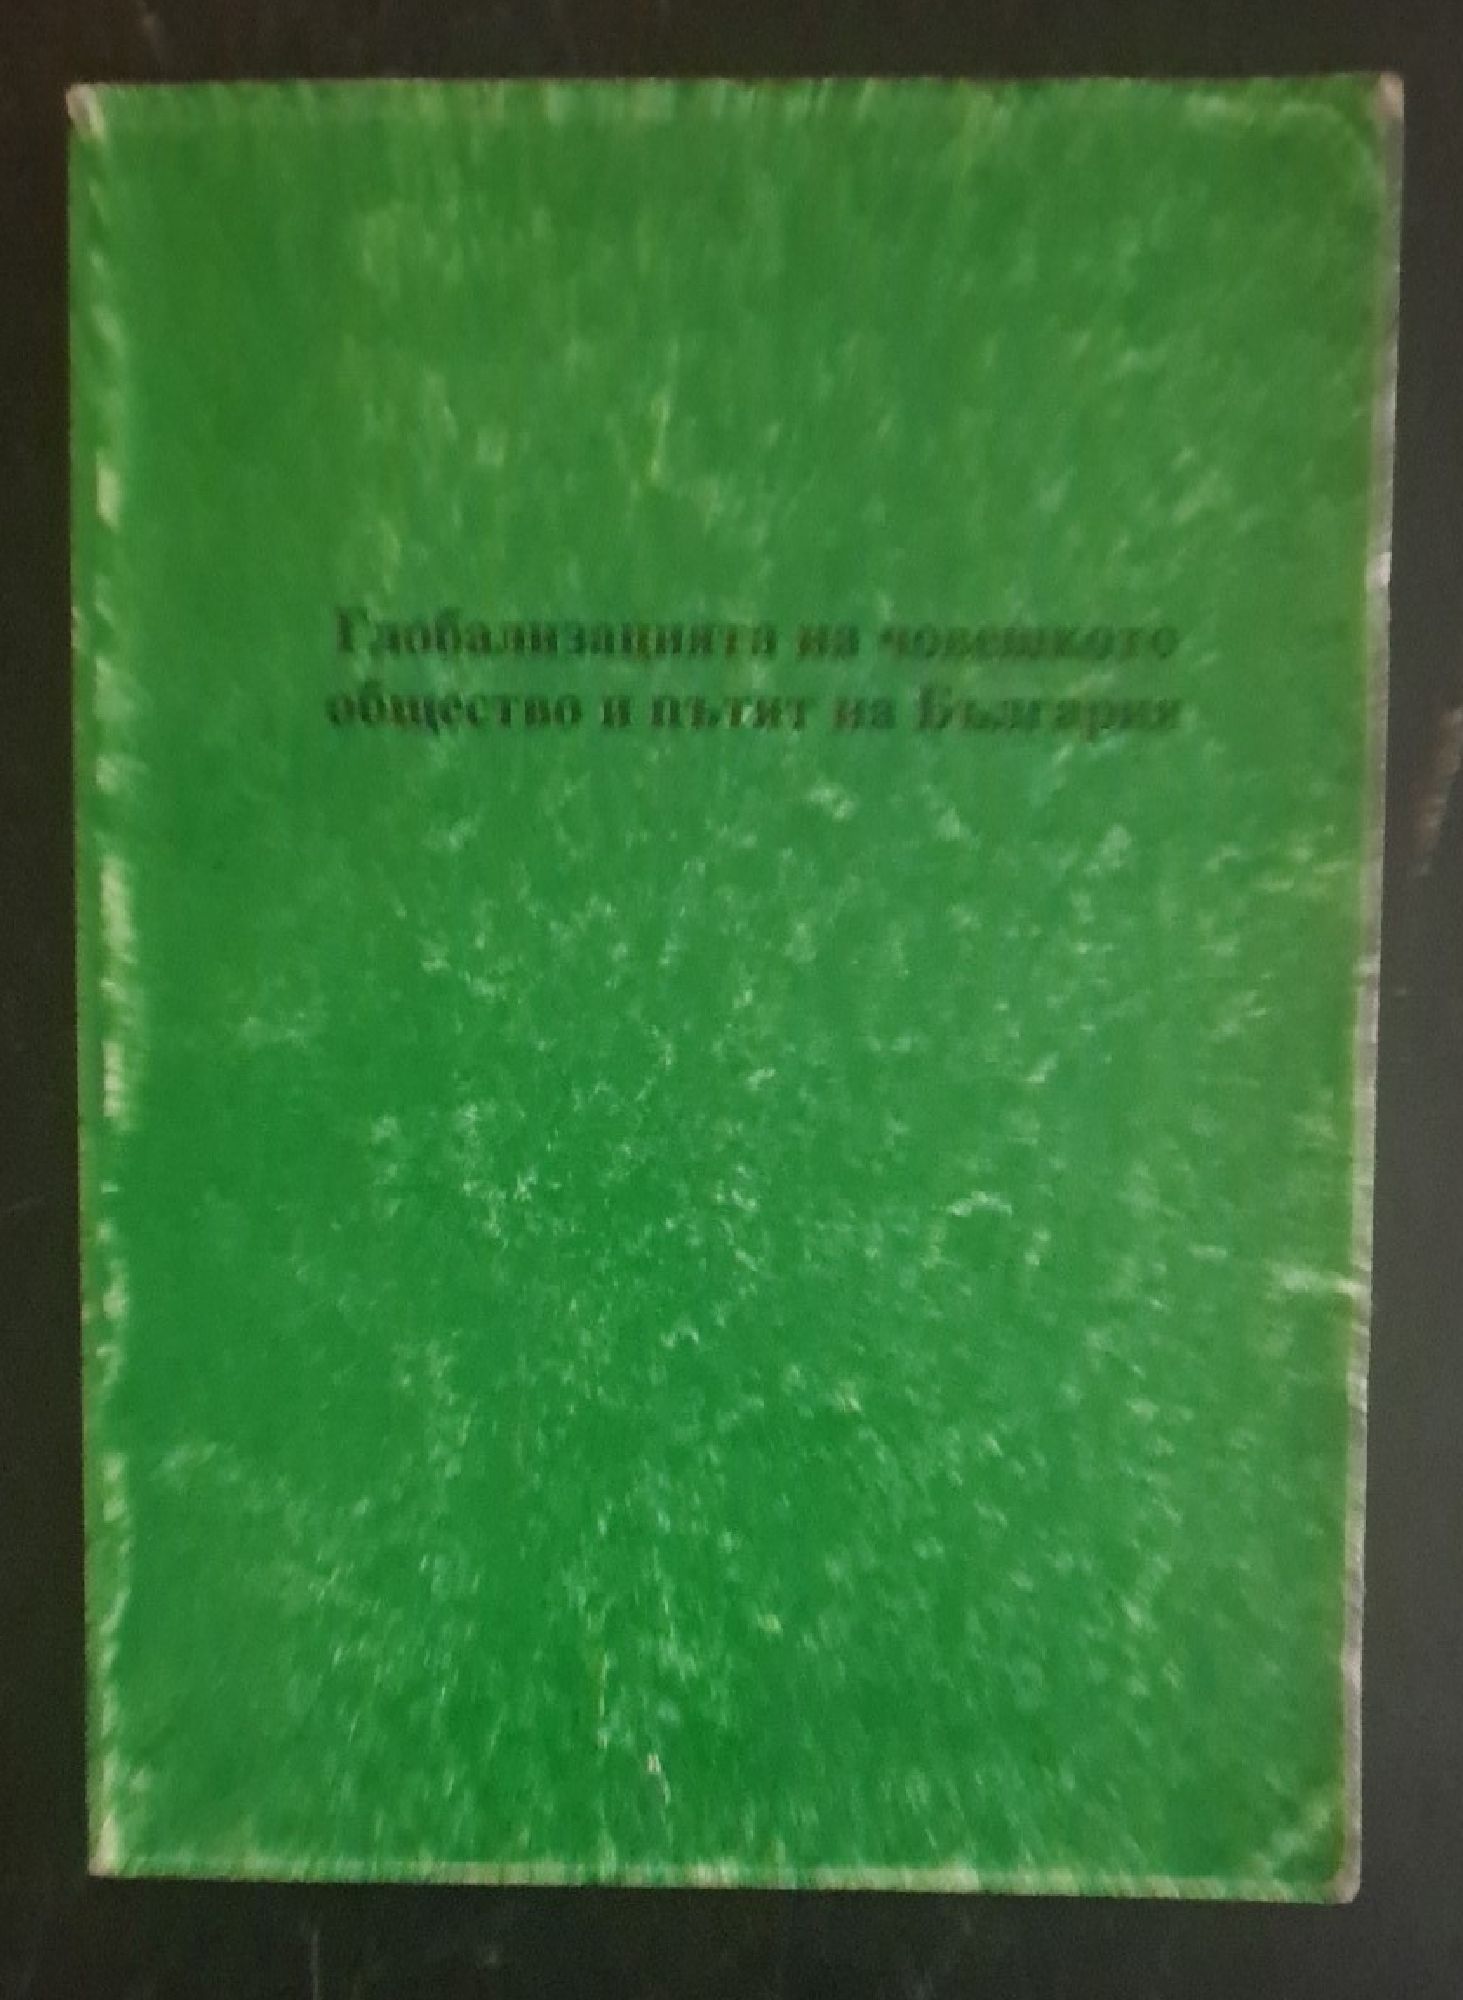 Глобализацията на човешкото
общество и пътят на България